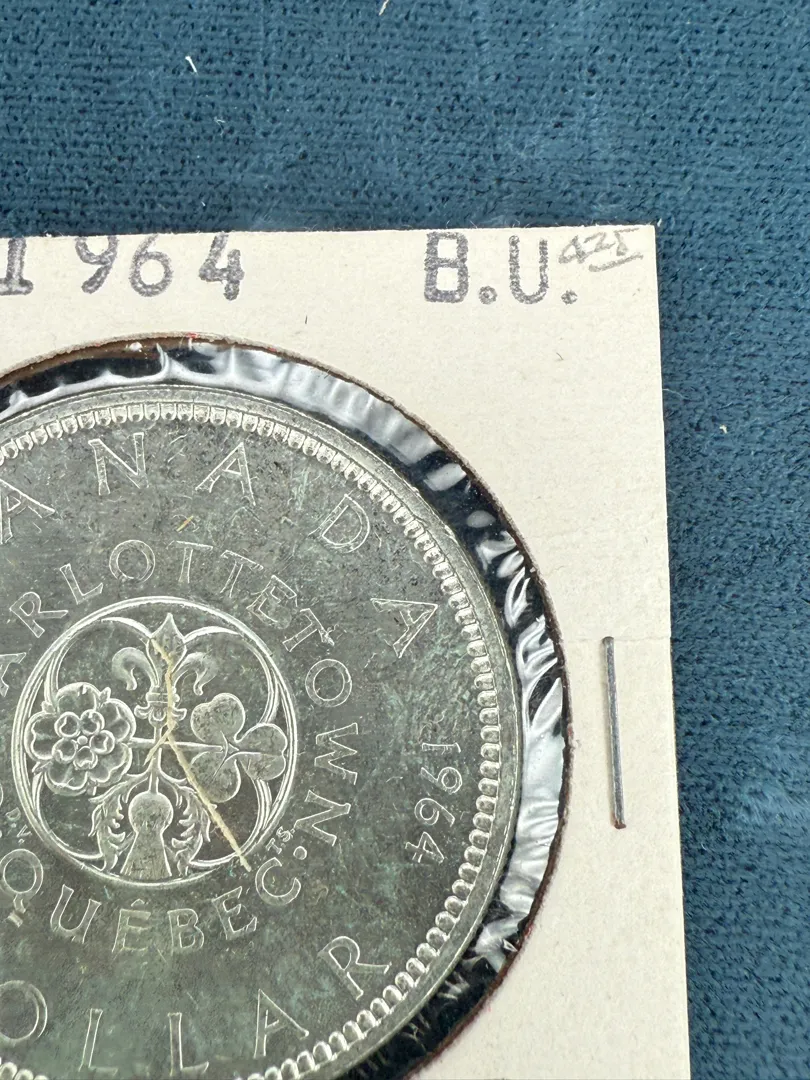 1964 B.U. 425
ANADA
ARLOTTETOWN
QUÉBEC
1964
D.V.
T.S.
OLLAR